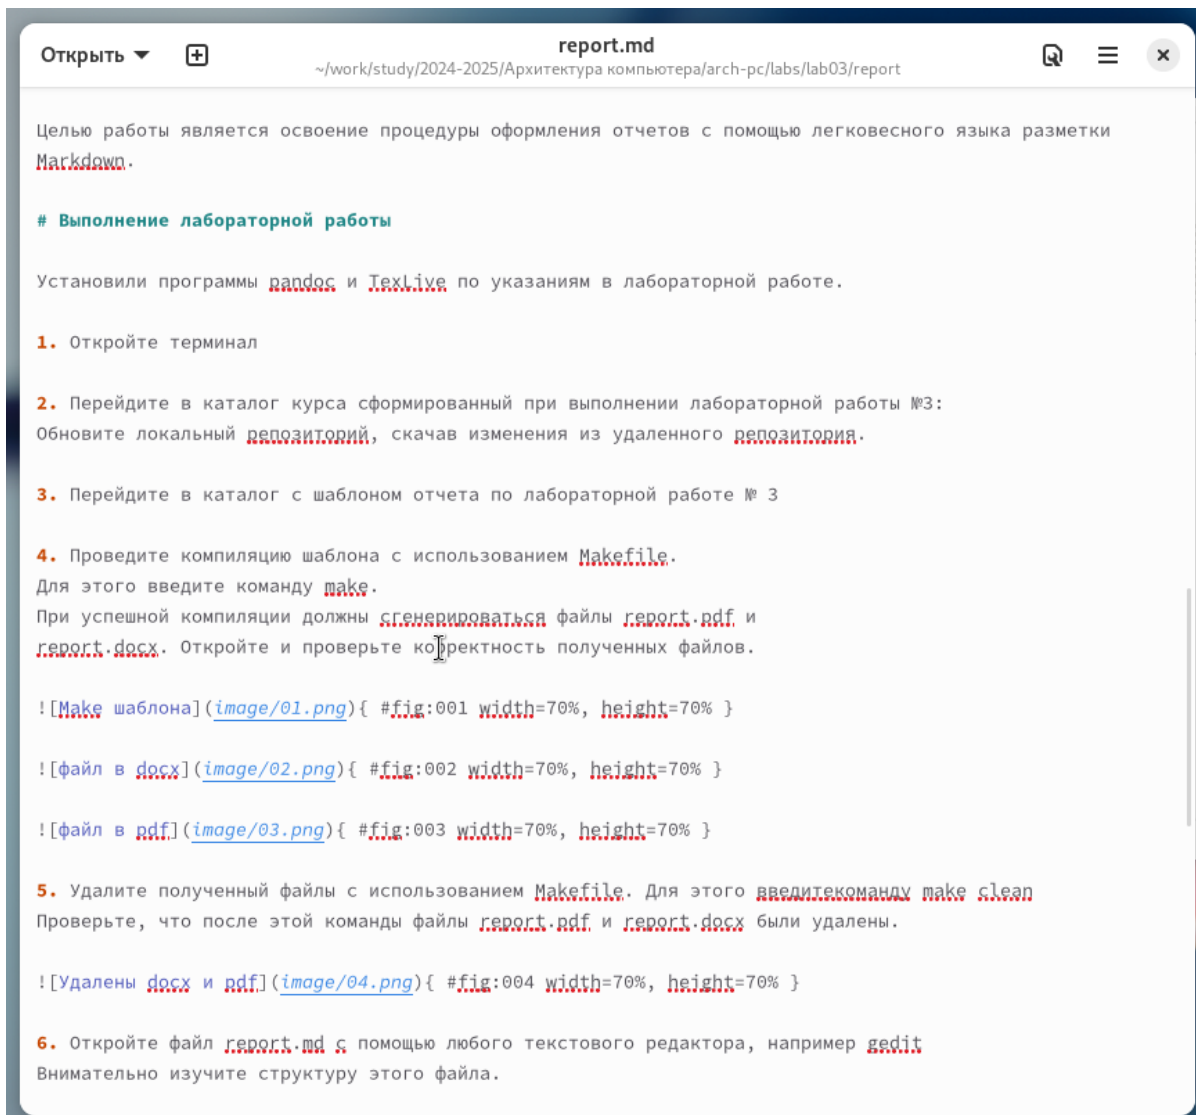 Открыть
report.md
~/work/study/2024-2025/Архитектура компьютера/arch-pc/labs/lab03/report
Целью работы является освоение процедуры оформления отчетов с помощью легковесного языка разметки
Markdown.
# Выполнение лабораторной работы
Установили программы pandoc и TexLive по указаниям в лабораторной работе.
1. Откройте терминал
2. Перейдите в каталог курса сформированный при выполнении лабораторной работы №3:
Обновите локальный репозиторий, скачав изменения из удаленного репозитория.
3. Перейдите в каталог с шаблоном отчета по лабораторной работе № 3
4. Проведите компиляцию шаблона с использованием Makefile.
Для этого введите команду make.
При успешной компиляции должны сгенерироваться файлы report.pdf и
report.docx. Откройте и проверьте корректность полученных файлов.
![Make шаблона](image/01.png){ #fig:001 width=70%, height=70% }
![файл в docx](image/02.png){ #fig:002 width=70%, height=70% }
![файл в pdf](image/03.png){ #fig:003 width=70%, height=70% }
5. Удалите полученный файлы с использованием Makefile. Для этого введитекоманду make clean
Проверьте, что после этой команды файлы report.pdf и report.docx были удалены.
![Удалены docx и pdf](image/04.png){ #fig:004 width=70%, height=70% }
6. Откройте файл report.md c помощью любого текстового редактора, например gedit
Внимательно изучите структуру этого файла.